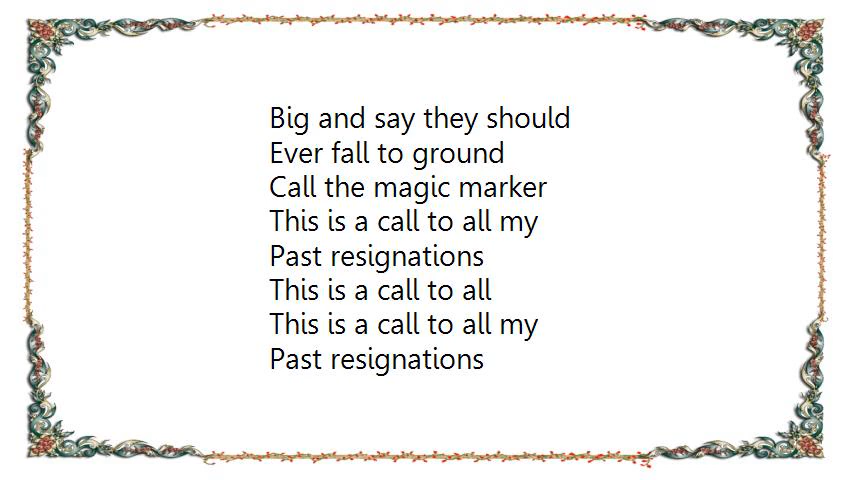 Big and say they should
Ever fall to ground
Call the magic marker
This is a call to all my
Past resignations
This is a call to all
This is a call to all my
Past resignations